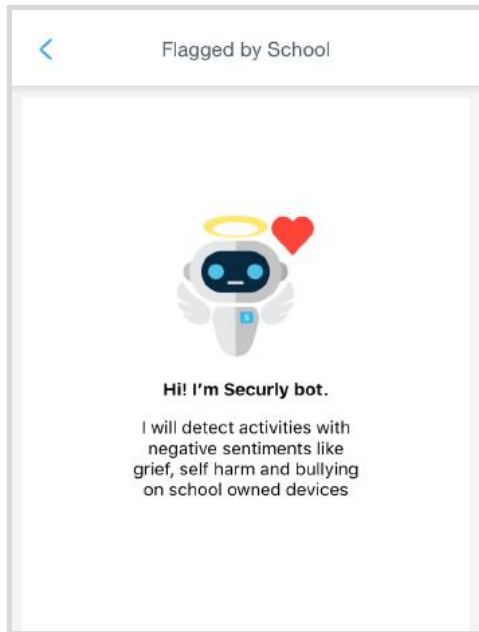 Flagged by School
S
Hi! I'm Securly bot.
I will detect activities with
negative sentiments like
grief, self harm and bullying
on school owned devices